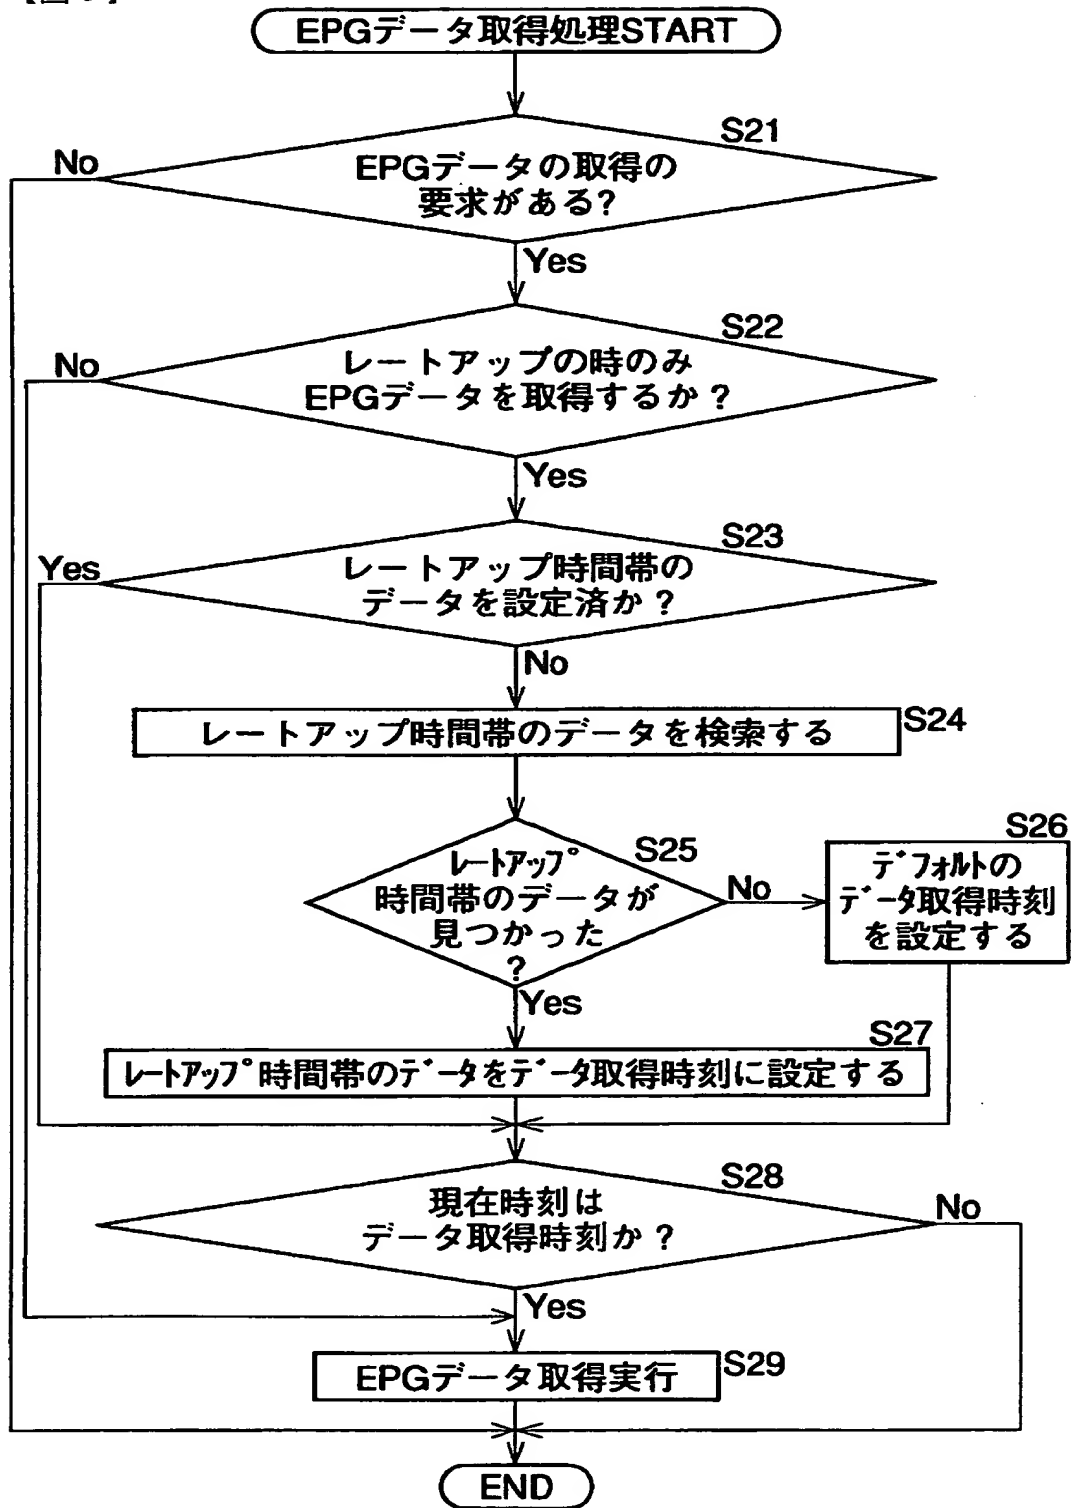 EPGデータ取得処理START
S21
No
EPGデータの取得の
要求がある?
Yes
S22
No
レートアップの時のみ
EPGデータを取得するか?
Yes
S23
Yes
レートアップ時間帯の
データを設定済か?
No
レートアップ時間帯のデータを検索する
S24
S25
レートアップ
時間帯のデータが
見つかった
?
No
S26
デフォルトの
データ取得時刻
を設定する
Yes
S27
レートアップ時間帯のデータをデータ取得時刻に設定する
S28
現在時刻は
データ取得時刻か?
No
Yes
EPGデータ取得実行
S29
END